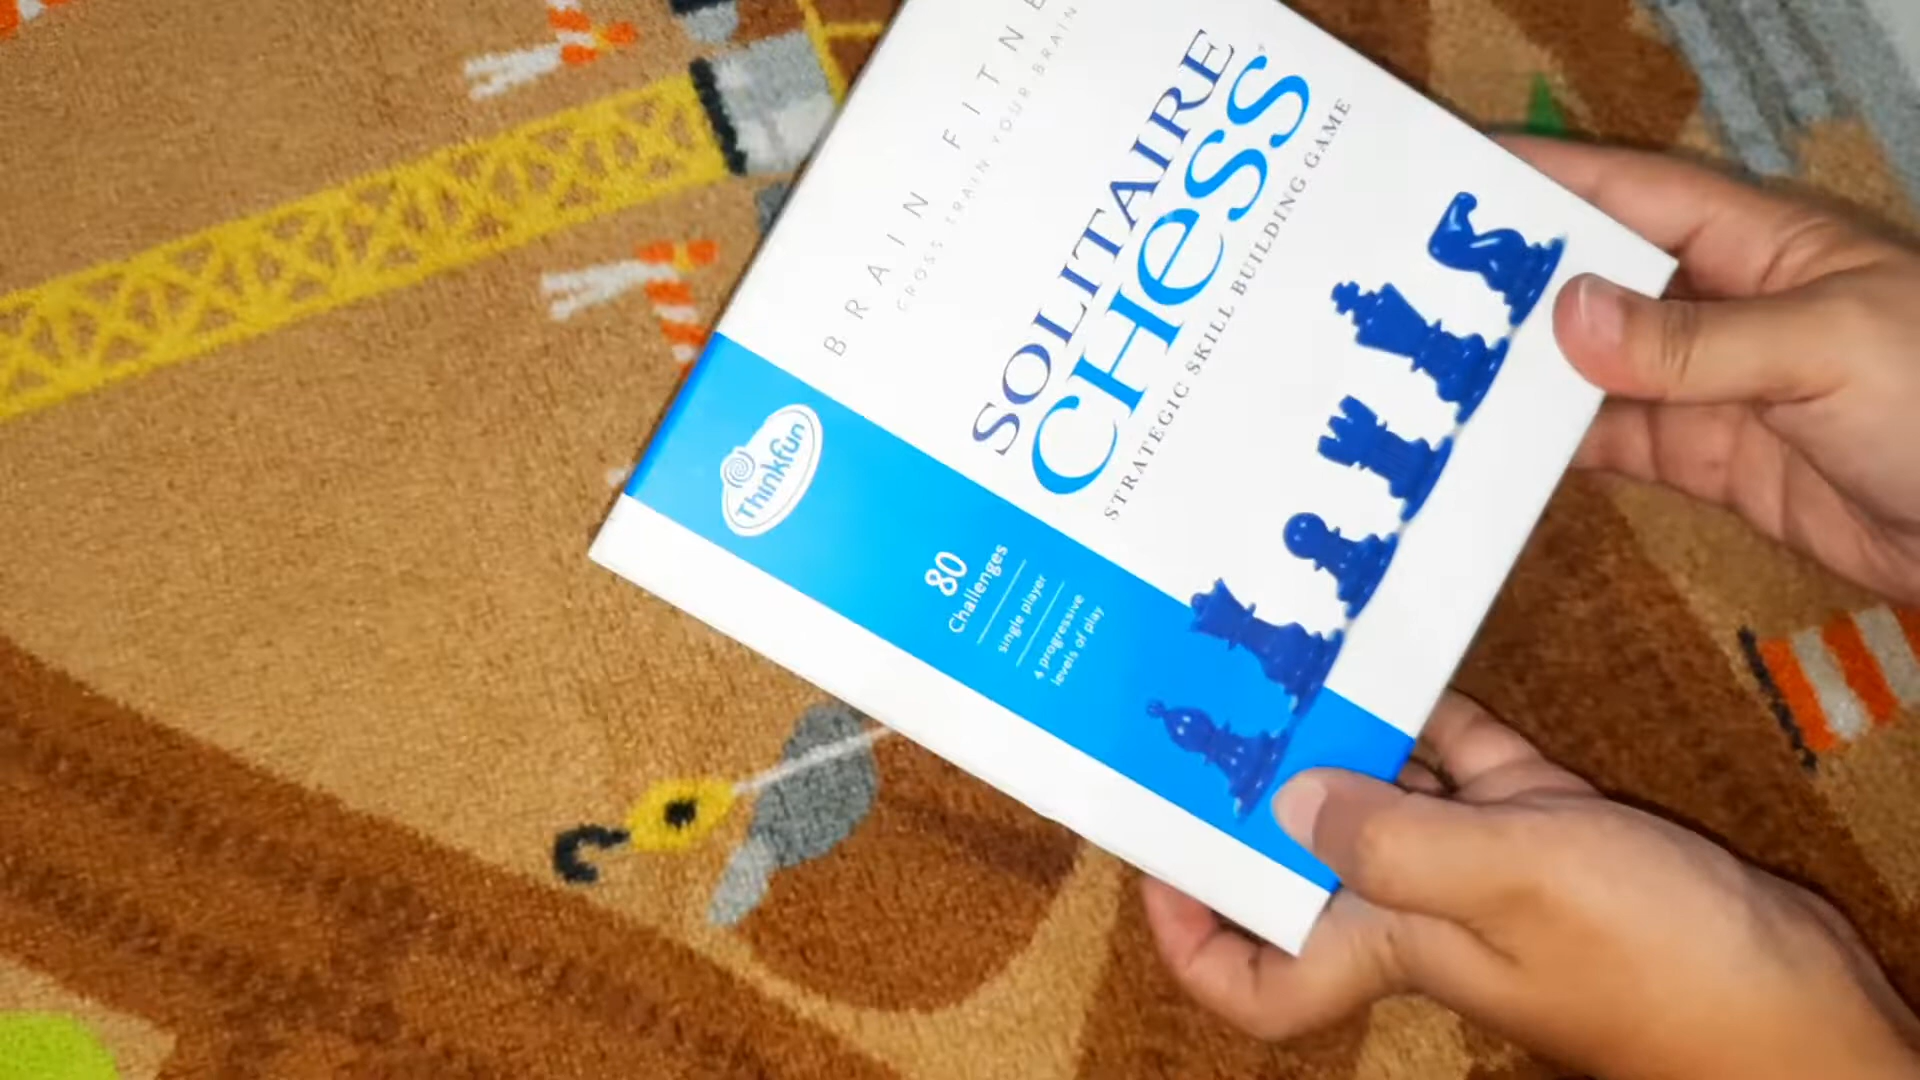 BRAIN FITNE
CROSS TRAIN YOUR BRAIN
SOLITAIRE
CHESS
STRATEGIC SKILL BUILDING GAME
Thinkfun
80
Challenges
single player
4 progressive
levels of play